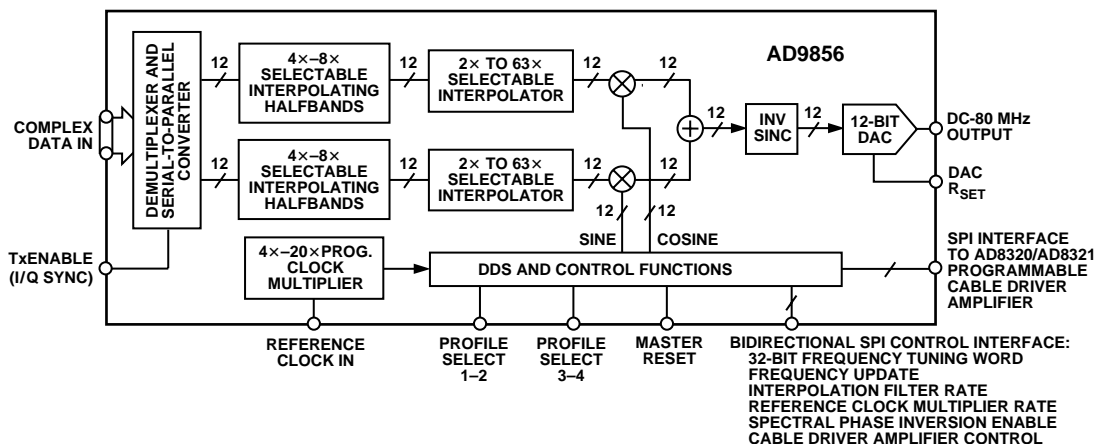 AD9856
COMPLEX
DATA IN
DEMULTIPLEXER AND
SERIAL-TO-PARALLEL
CONVERTER
12
4×–8×
SELECTABLE
INTERPOLATING
HALFBANDS
12
2× TO 63×
SELECTABLE
INTERPOLATOR
12
12
12
INV
SINC
12
12-BIT
DAC
DC-80 MHz
OUTPUT
12
4×–8×
SELECTABLE
INTERPOLATING
HALFBANDS
12
2× TO 63×
SELECTABLE
INTERPOLATOR
12
12
DAC
RSET
12
12
SINE
COSINE
TxENABLE
(I/Q SYNC)
4×–20×PROG.
CLOCK
MULTIPLIER
DDS AND CONTROL FUNCTIONS
SPI INTERFACE
TO AD8320/AD8321
PROGRAMMABLE
CABLE DRIVER
AMPLIFIER
REFERENCE
CLOCK IN
PROFILE
SELECT
1–2
PROFILE
SELECT
3–4
MASTER
RESET
BIDIRECTIONAL SPI CONTROL INTERFACE:
32-BIT FREQUENCY TUNING WORD
FREQUENCY UPDATE
INTERPOLATION FILTER RATE
REFERENCE CLOCK MULTIPLIER RATE
SPECTRAL PHASE INVERSION ENABLE
CABLE DRIVER AMPLIFIER CONTROL